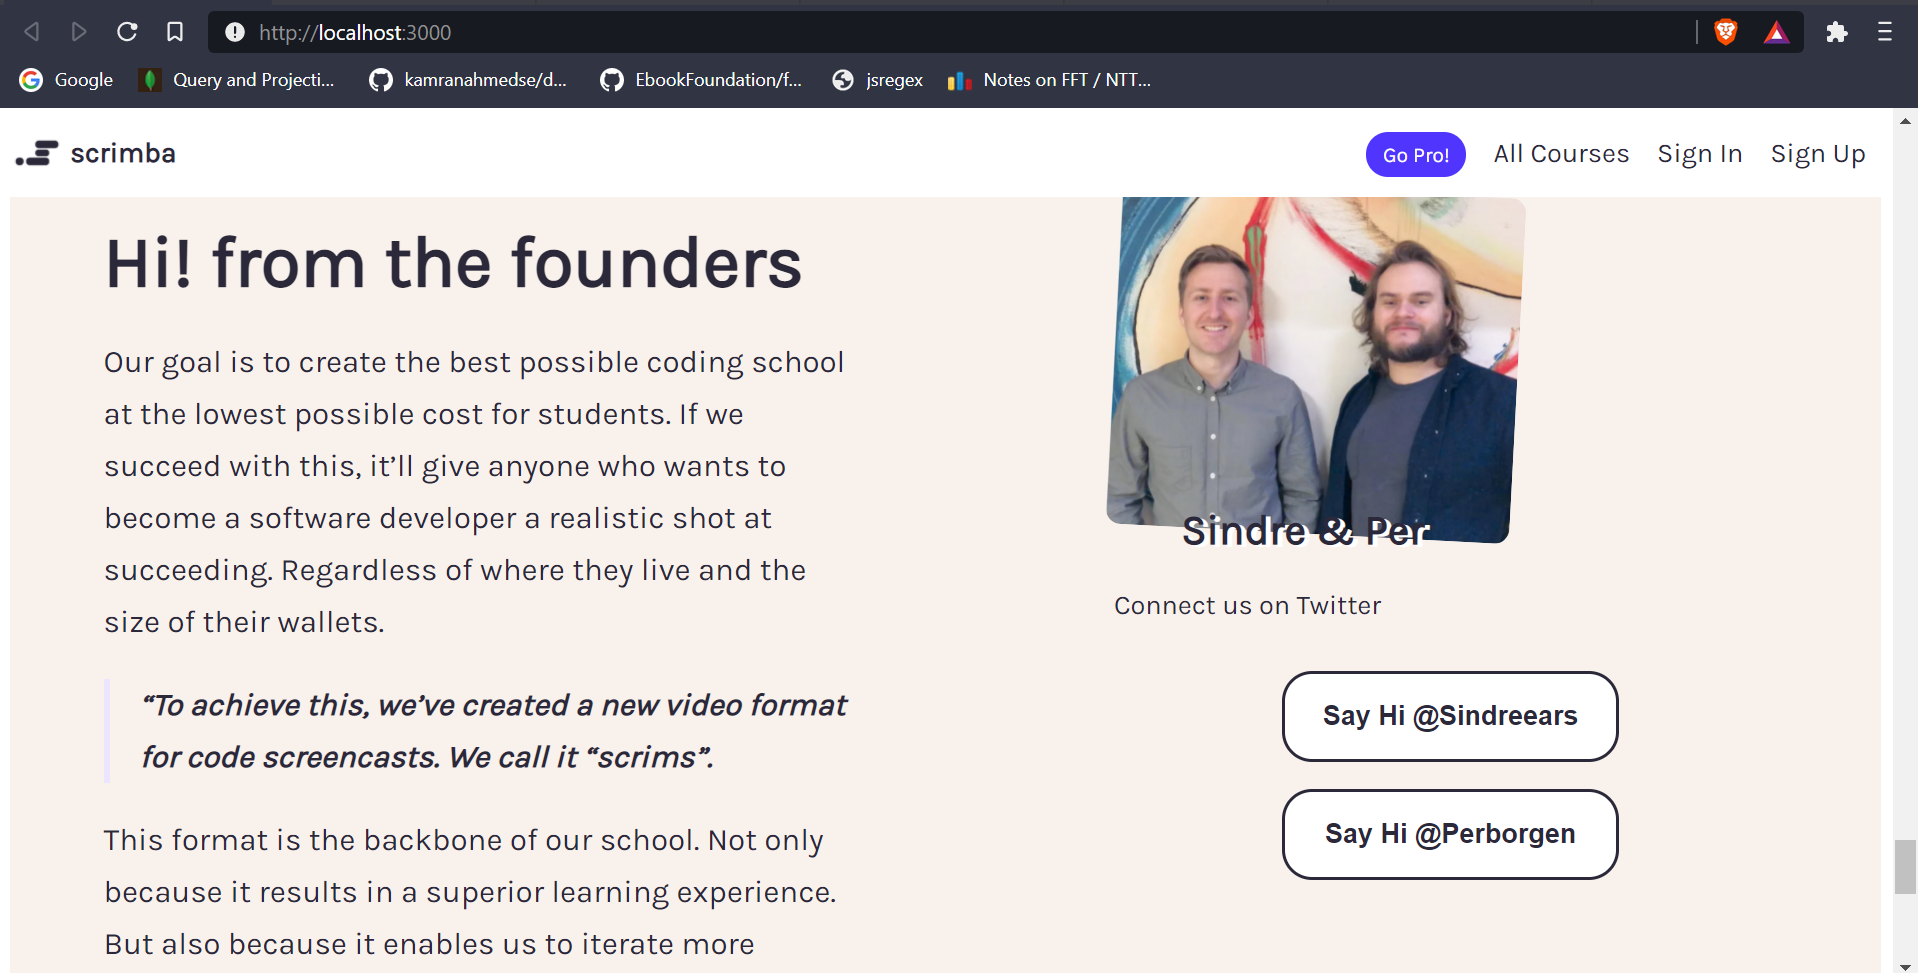 http://localhost:3000
Google
Query and Projecti...
kamranahmedse/d...
EbookFoundation/f...
jsregex
Notes on FFT / NTT...
scrimba
Go Pro!
All Courses
Sign In
Sign Up
Hi! from the founders
Our goal is to create the best possible coding school
at the lowest possible cost for students. If we
succeed with this, it’ll give anyone who wants to
become a software developer a realistic shot at
succeeding. Regardless of where they live and the
size of their wallets.
“To achieve this, we’ve created a new video format
for code screencasts. We call it “scrims”.
This format is the backbone of our school. Not only
because it results in a superior learning experience.
But also because it enables us to iterate more
Sindre & Per
Connect us on Twitter
Say Hi @Sindreears
Say Hi @Perborgen